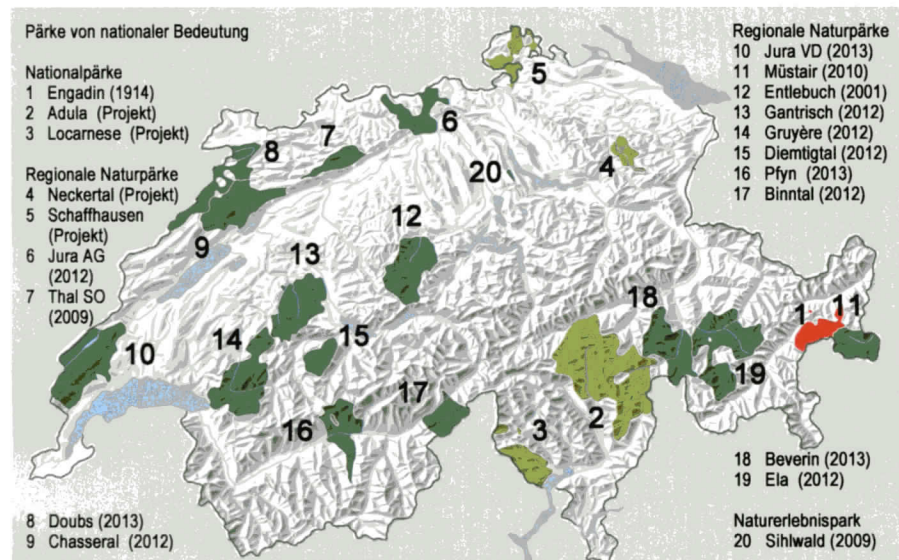 Pärke von nationaler Bedeutung
Nationalpärke
1 Engadin (1914)
2 Adula (Projekt)
3 Locarnese (Projekt)
Regionale Naturpärke
4 Neckertal (Projekt)
5 Schaffhausen
(Projekt)
6 Jura AG
(2012)
7 Thal SO
(2009)
8 Doubs (2013)
9 Chasseral (2012)
Regionale Naturpärke
10 Jura VD (2013)
11 Müstair (2010)
12 Entlebuch (2001)
13 Gantrisch (2012)
14 Gruyère (2012)
15 Diemtigtal (2012)
16 Pfyn (2013)
17 Binntal (2012)
18 Beverin (2013)
19 Ela (2012)
Naturerlebnispark
20 Sihlwald (2009)
5
6
7
8
4
20
12
9
13
18
1
11
14
15
10
19
17
16
3
2